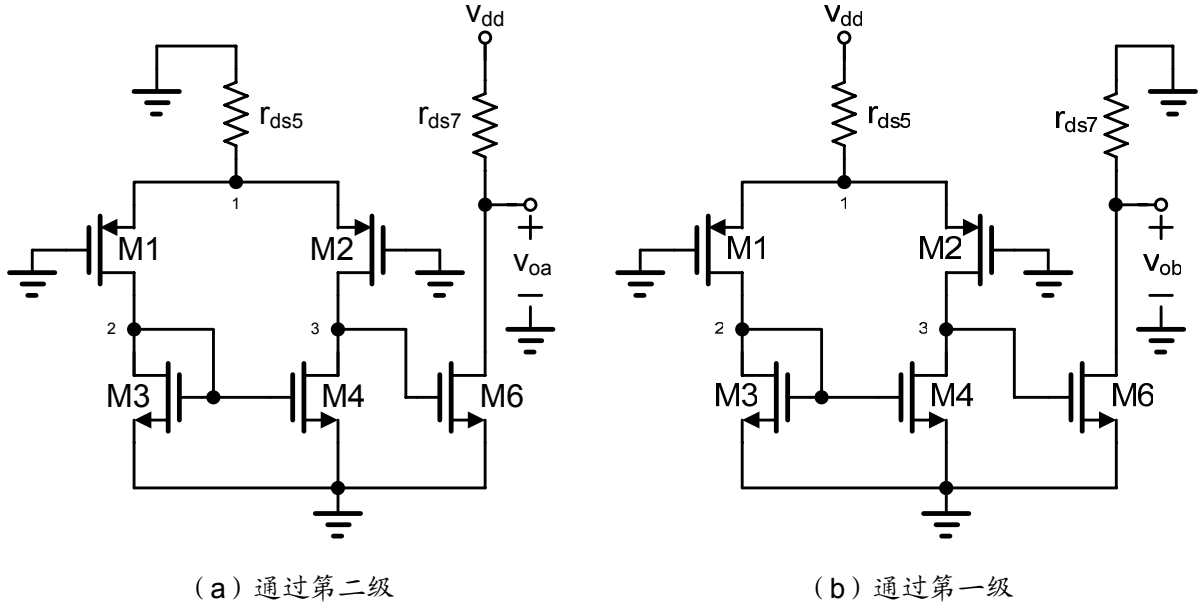 v_dd
r_ds5
r_ds7
1
M1
M2
v_oa
+
−
2
3
M3
M4
M6
(a)通过第二级
v_dd
r_ds5
r_ds7
1
M1
M2
v_ob
+
−
2
3
M3
M4
M6
(b)通过第一级